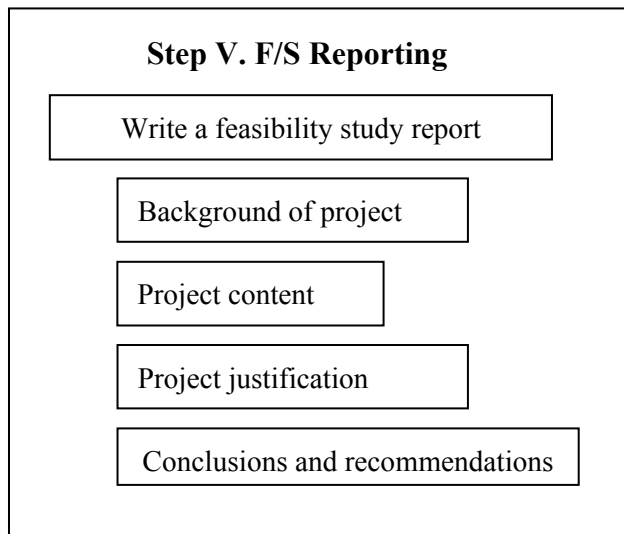 Step V. F/S Reporting
Write a feasibility study report
Background of project
Project content
Project justification
Conclusions and recommendations